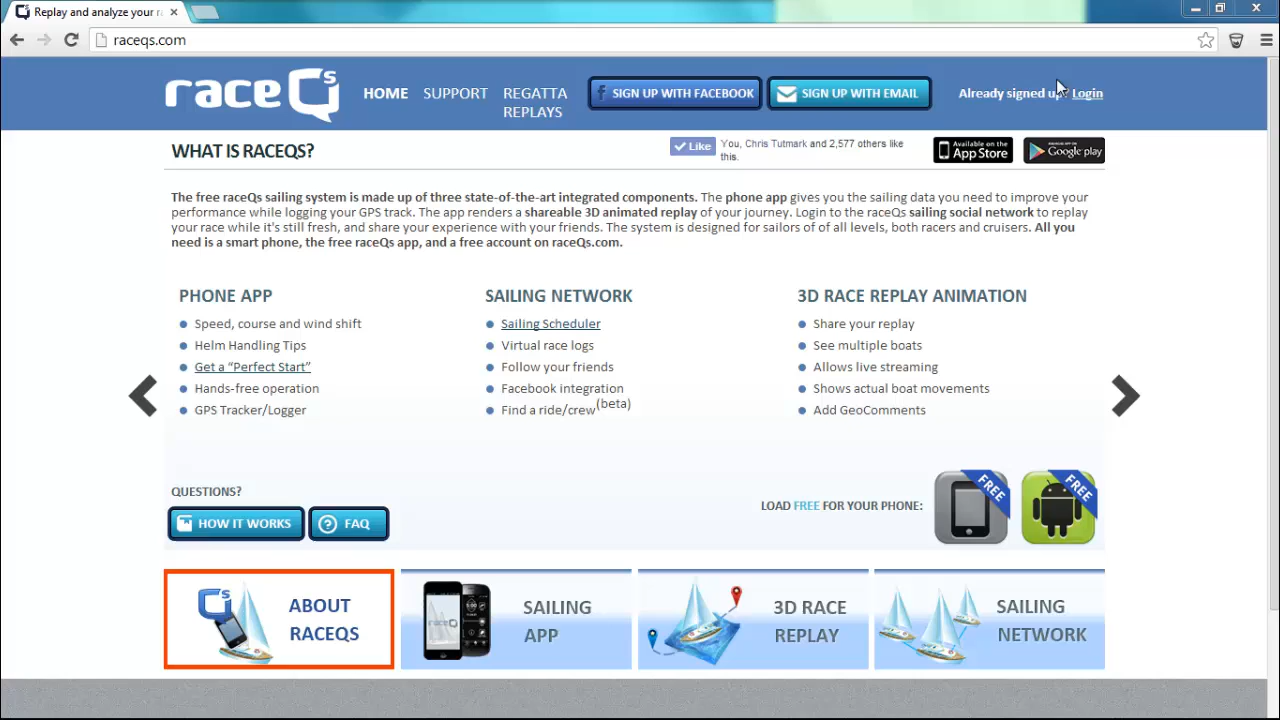 Replay and analyze your r
raceqs.com
raceQs
HOME
SUPPORT
REGATTA
REPLAYS
SIGN UP WITH FACEBOOK
SIGN UP WITH EMAIL
Already signed up Login
WHAT IS RACEQS?
Like
You, Chris Tutmark and 2,577 others like
this.
Available on the
App Store
Google play
The free raceQs sailing system is made up of three state-of-the-art integrated components. The phone app gives you the sailing data you need to improve your
performance while logging your GPS track. The app renders a shareable 3D animated replay of your journey. Login to the raceQs sailing social network to replay
your race while it's still fresh, and share your experience with your friends. The system is designed for sailors of of all levels, both racers and cruisers. All you
need is a smart phone, the free raceQs app, and a free account on raceQs.com.
PHONE APP
Speed, course and wind shift
Helm Handling Tips
Get a “Perfect Start”
Hands-free operation
GPS Tracker/Logger
SAILING NETWORK
Sailing Scheduler
Virtual race logs
Follow your friends
Facebook integration
Find a ride/crew(beta)
3D RACE REPLAY ANIMATION
Share your replay
See multiple boats
Allows live streaming
Shows actual boat movements
Add GeoComments
QUESTIONS?
HOW IT WORKS
FAQ
LOAD FREE FOR YOUR PHONE:
FREE
FREE
ABOUT
RACEQS
SAILING
APP
3D RACE
REPLAY
SAILING
NETWORK